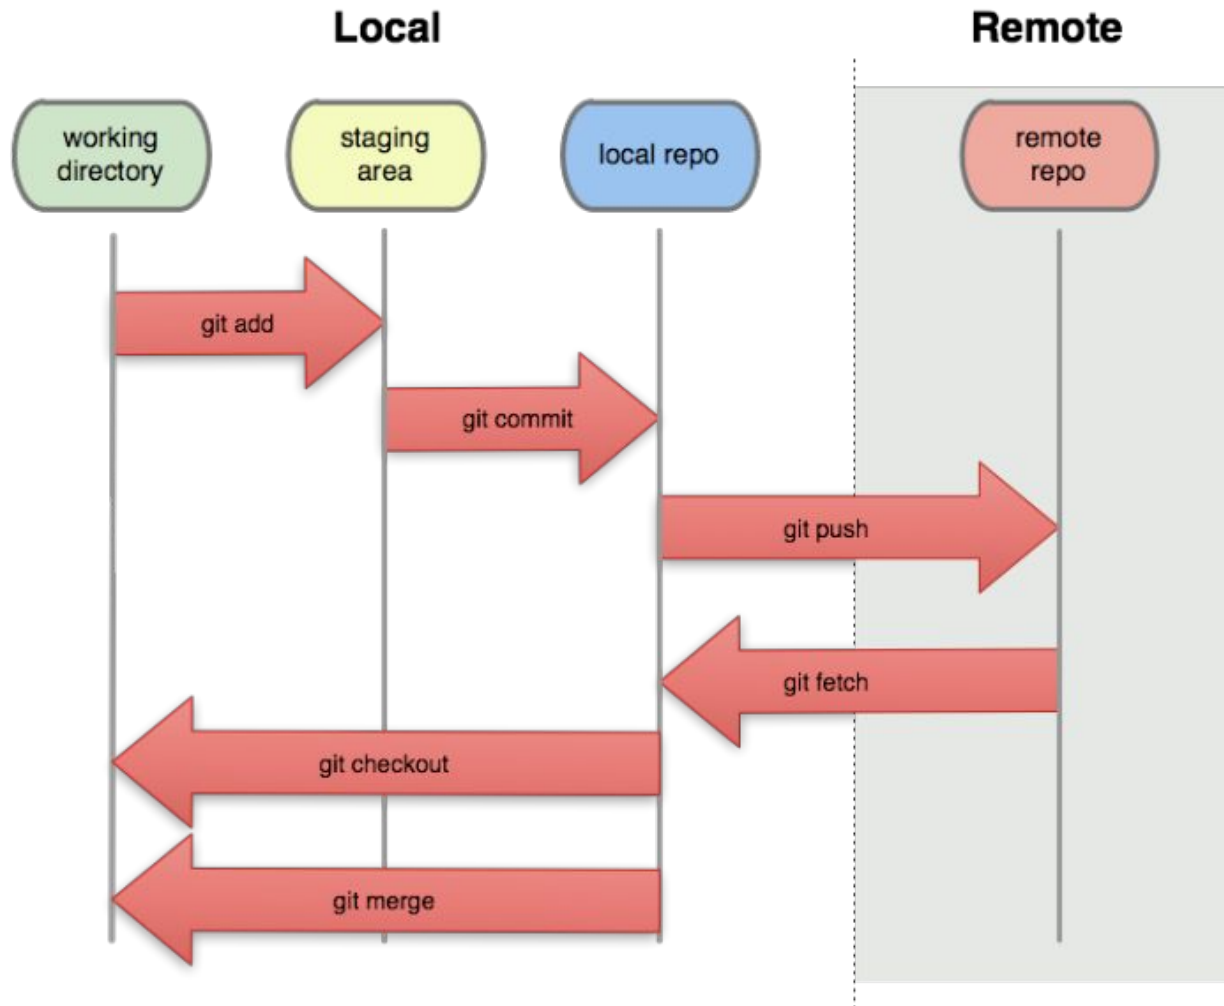 Local
Remote
working
directory
staging
area
local repo
remote
repo
git add
git commit
git push
git fetch
git checkout
git merge